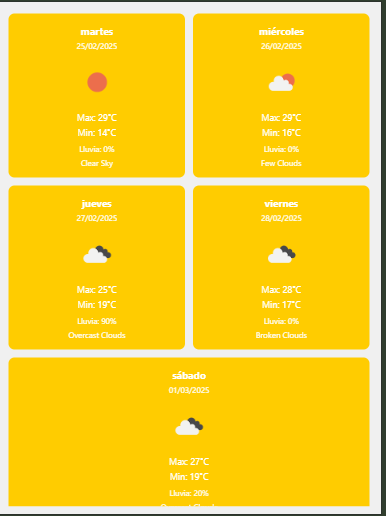 martes
25/02/2025
Max: 29°C
Min: 14°C
Lluvia: 0%
Clear Sky
miércoles
26/02/2025
Max: 29°C
Min: 16°C
Lluvia: 0%
Few Clouds
jueves
27/02/2025
Max: 25°C
Min: 19°C
Lluvia: 90%
Overcast Clouds
viernes
28/02/2025
Max: 28°C
Min: 17°C
Lluvia: 0%
Broken Clouds
sábado
01/03/2025
Max: 27°C
Min: 19°C
Lluvia: 20%